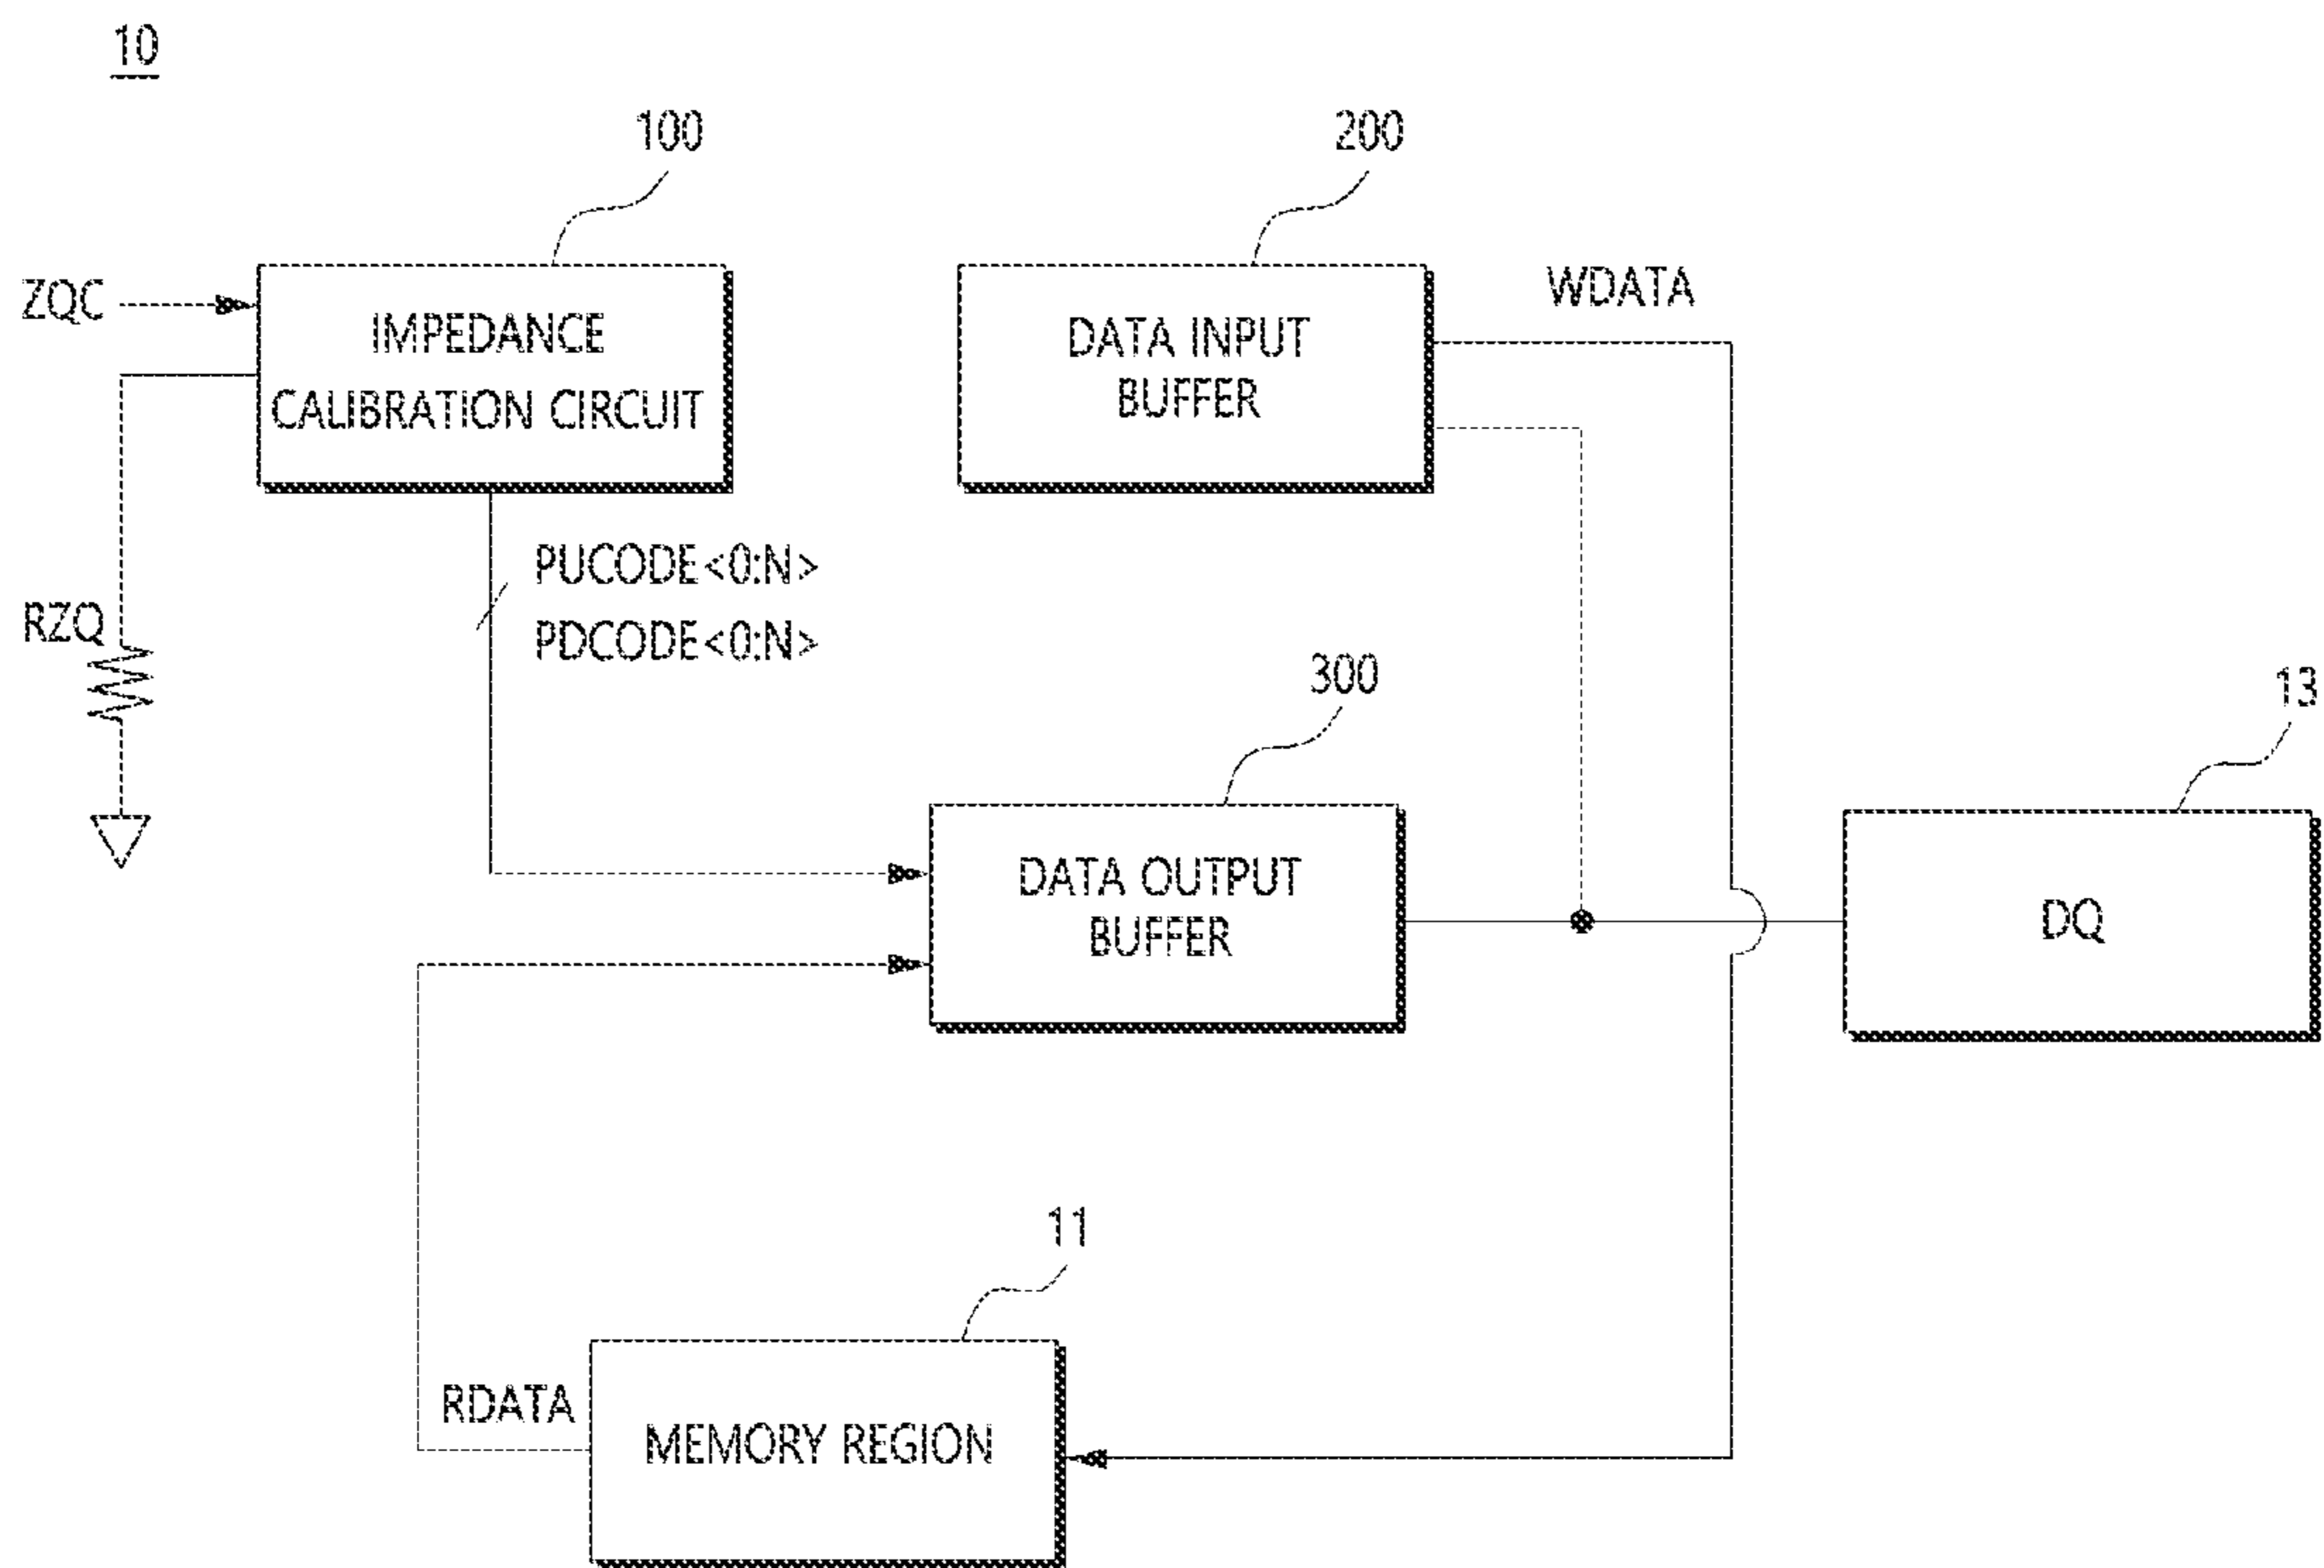 10
100
200
ZQC
IMPEDANCE
CALIBRATION CIRCUIT
DATA INPUT
BUFFER
WDATA
PUCODE<0:N>
PDCODE<0:N>
RZQ
300
13
DATA OUTPUT
BUFFER
DQ
11
RDATA
MEMORY REGION